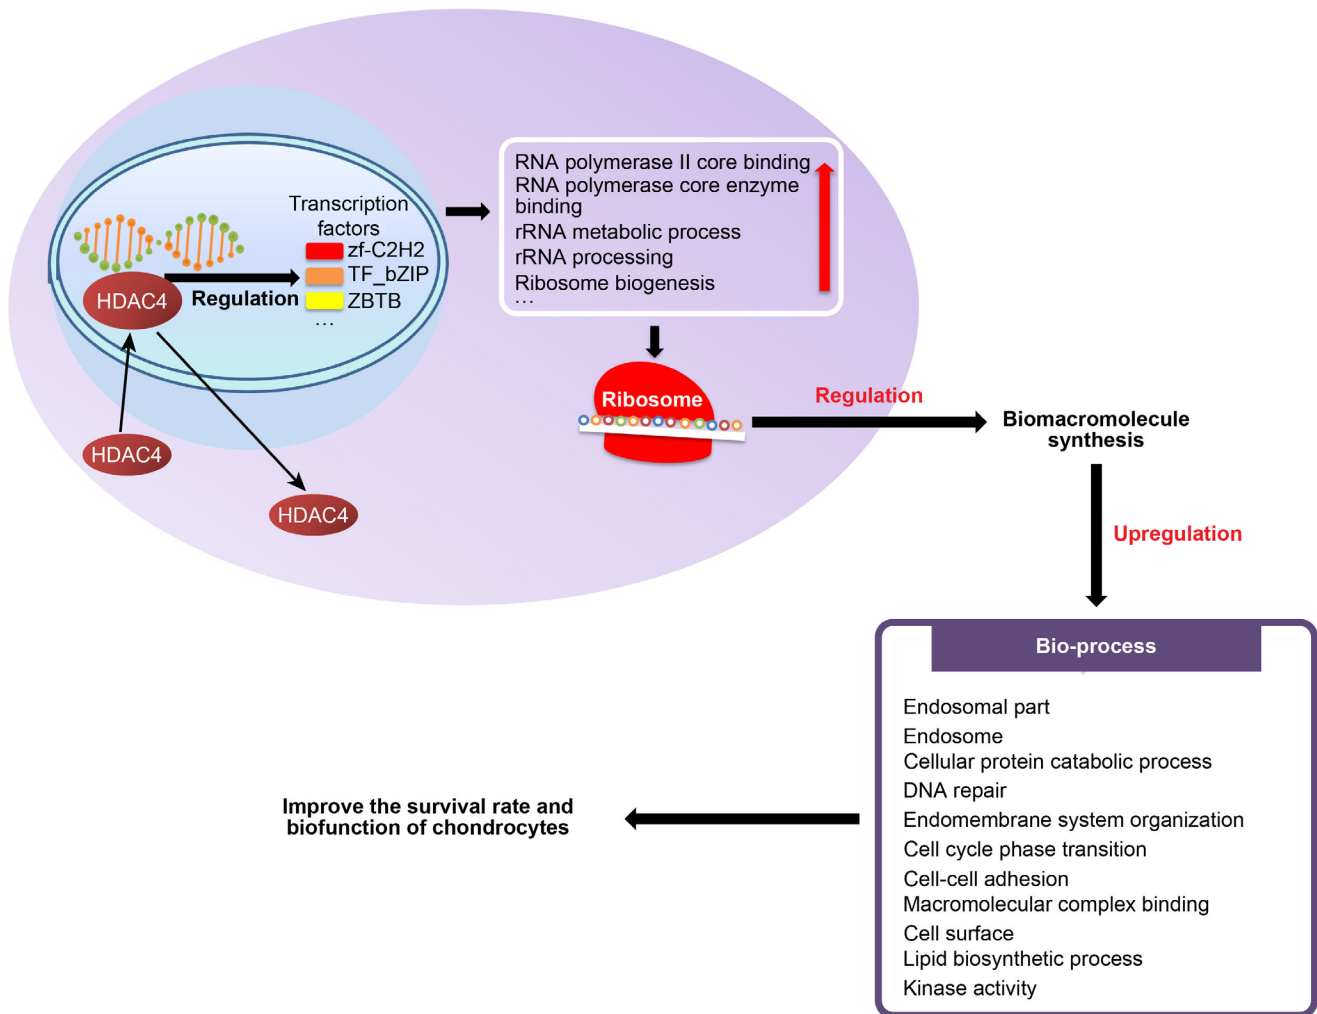 Transcription
factors
zf-C2H2
TF_bZIP
ZBTB
...
HDAC4
Regulation
HDAC4
HDAC4
RNA polymerase II core binding
RNA polymerase core enzyme
binding
rRNA metabolic process
rRNA processing
Ribosome biogenesis
...
Ribosome
Regulation
Biomacromolecule
synthesis
Upregulation
Bio-process
Endosomal part
Endosome
Cellular protein catabolic process
DNA repair
Endomembrane system organization
Cell cycle phase transition
Cell-cell adhesion
Macromolecular complex binding
Cell surface
Lipid biosynthetic process
Kinase activity
Improve the survival rate and
biofunction of chondrocytes